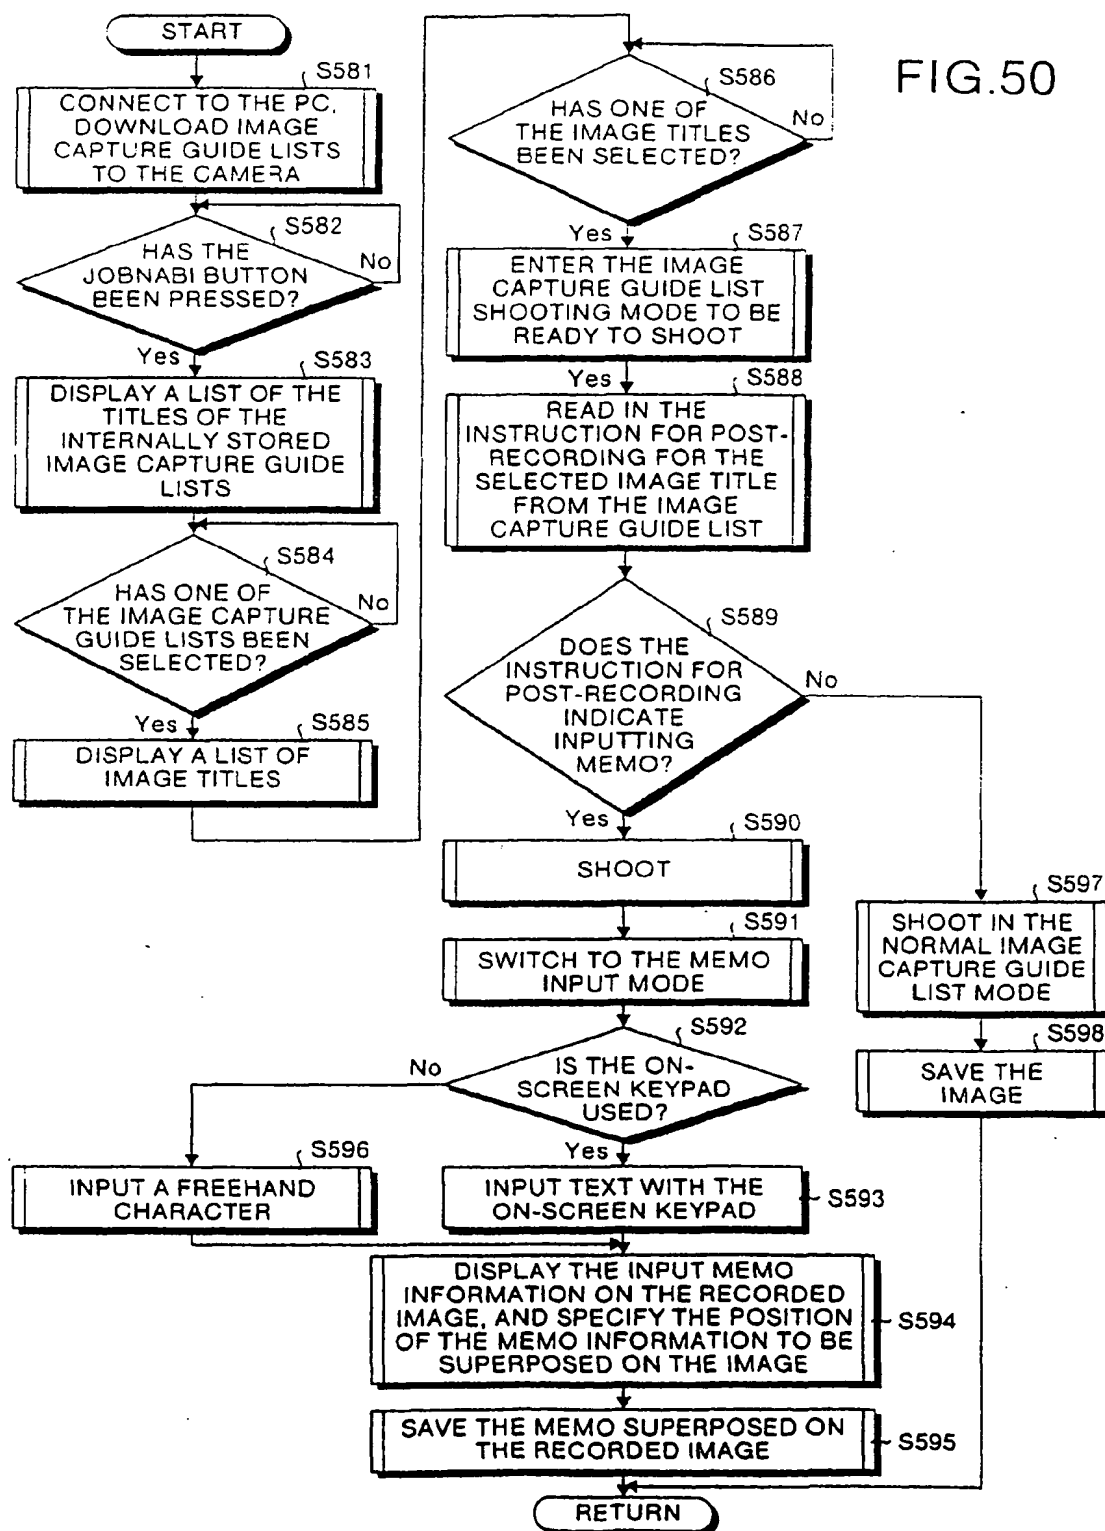 FIG.50
START
S581
CONNECT TO THE PC,
DOWNLOAD IMAGE
CAPTURE GUIDE LISTS
TO THE CAMERA
S582
HAS THE
JOBNABI BUTTON
BEEN PRESSED?
No
Yes
S583
DISPLAY A LIST OF THE
TITLES OF THE
INTERNALLY STORED
IMAGE CAPTURE GUIDE
LISTS
S584
HAS ONE OF
THE IMAGE CAPTURE
GUIDE LISTS BEEN
SELECTED?
No
Yes
S585
DISPLAY A LIST OF
IMAGE TITLES
S586
HAS ONE OF
THE IMAGE TITLES
BEEN SELECTED?
No
Yes
S587
ENTER THE IMAGE
CAPTURE GUIDE LIST
SHOOTING MODE TO BE
READY TO SHOOT
Yes
S588
READ IN THE
INSTRUCTION FOR POST-
RECORDING FOR THE
SELECTED IMAGE TITLE
FROM THE IMAGE
CAPTURE GUIDE LIST
S589
DOES THE
INSTRUCTION FOR
POST-RECORDING
INDICATE
INPUTTING
MEMO?
No
Yes
S590
SHOOT
S591
SWITCH TO THE MEMO
INPUT MODE
S592
IS THE ON-
SCREEN KEYPAD
USED?
No
Yes
S596
INPUT A FREEHAND
CHARACTER
INPUT TEXT WITH THE
ON-SCREEN KEYPAD
S593
DISPLAY THE INPUT MEMO
INFORMATION ON THE RECORDED
IMAGE, AND SPECIFY THE POSITION
OF THE MEMO INFORMATION TO BE
SUPERPOSED ON THE IMAGE
S594
SAVE THE MEMO SUPERPOSED ON
THE RECORDED IMAGE
S595
S597
SHOOT IN THE
NORMAL IMAGE
CAPTURE GUIDE
LIST MODE
S598
SAVE THE
IMAGE
RETURN